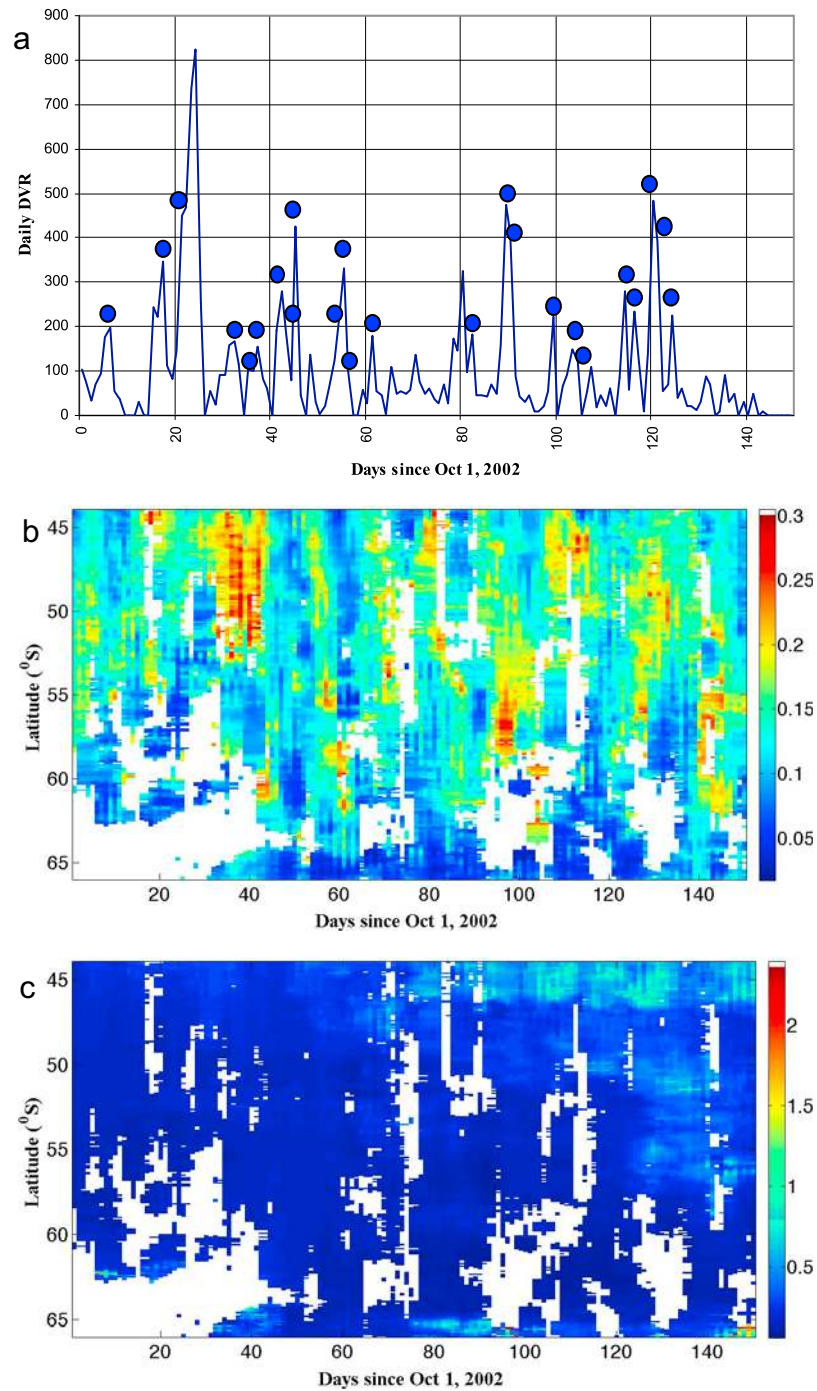 a
900
800
700
600
500
400
300
200
100
0
Daily DVR
0 20 40 60 80 100 120 140
Days since Oct 1, 2002
b
45
50
55
60
65
Latitude (⁰S)
20 40 60 80 100 120 140
Days since Oct 1, 2002
0.3
0.25
0.2
0.15
0.1
0.05
c
45
50
55
60
65
Latitude (⁰S)
20 40 60 80 100 120 140
Days since Oct 1, 2002
2
1.5
1
0.5